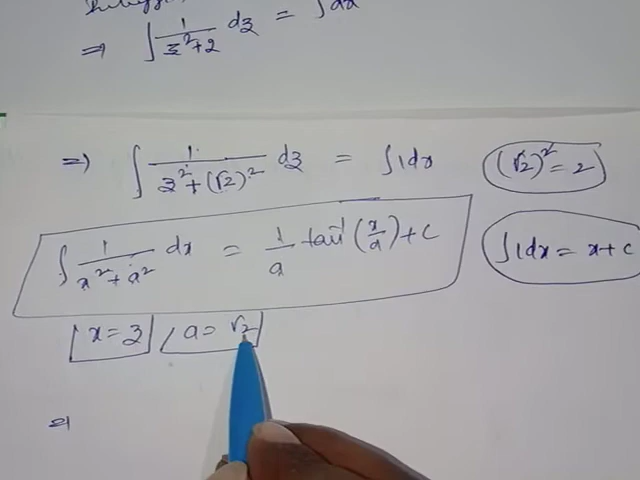 ⇒ ∫ 1/(z²+2) dz = ∫dx
⇒ ∫ 1/(z²+(√2)²) dz = ∫1dx (√2)² = 2
∫ 1/(x²+a²) dx = 1/a tan⁻¹(x/a)+c ∫1dx = x+c
x=z, a=√2
⇒